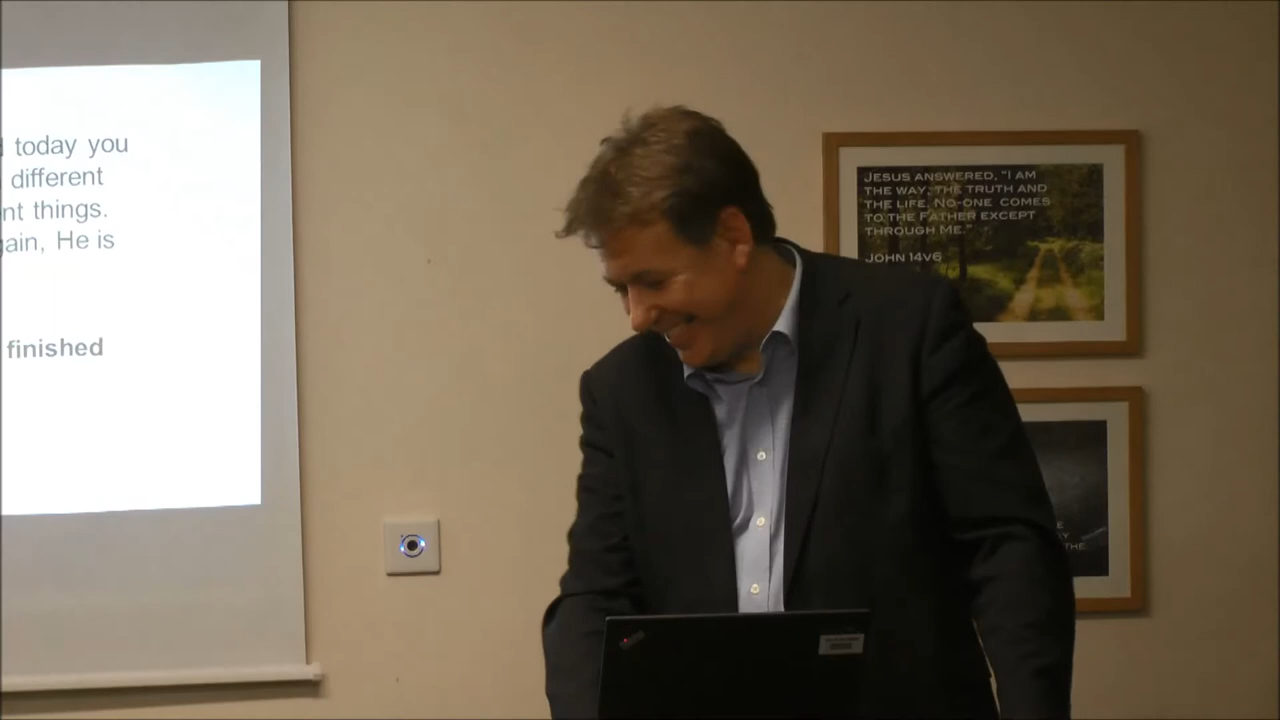 today you
different
nt things.
gain, He is
finished
JESUS ANSWERED, "I AM
THE WAY, THE TRUTH AND
THE LIFE. NO-ONE COMES
TO THE FATHER EXCEPT
THROUGH ME."
JOHN 14V6
THE